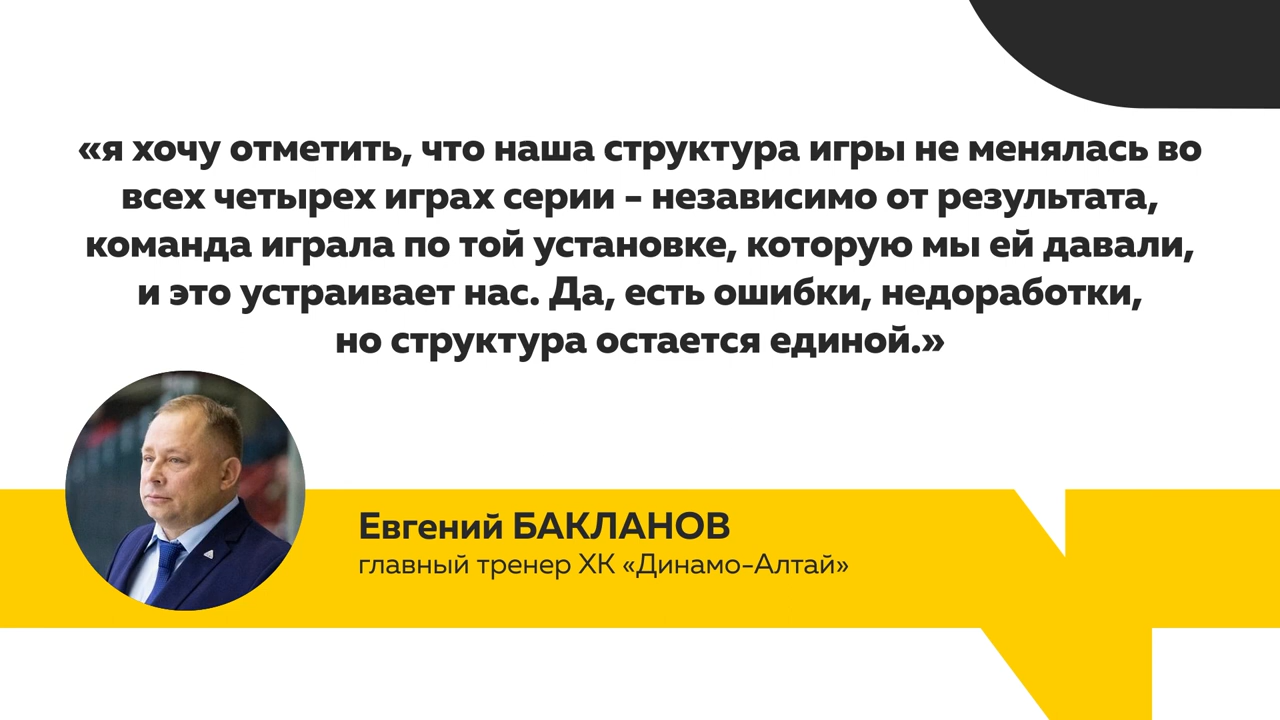 «я хочу отметить, что наша структура игры не менялась во
всех четырех играх серии – независимо от результата,
команда играла по той установке, которую мы ей давали,
и это устраивает нас. Да, есть ошибки, недоработки,
но структура остается единой.»
Евгений БАКЛАНОВ
главный тренер ХК «Динамо-Алтай»